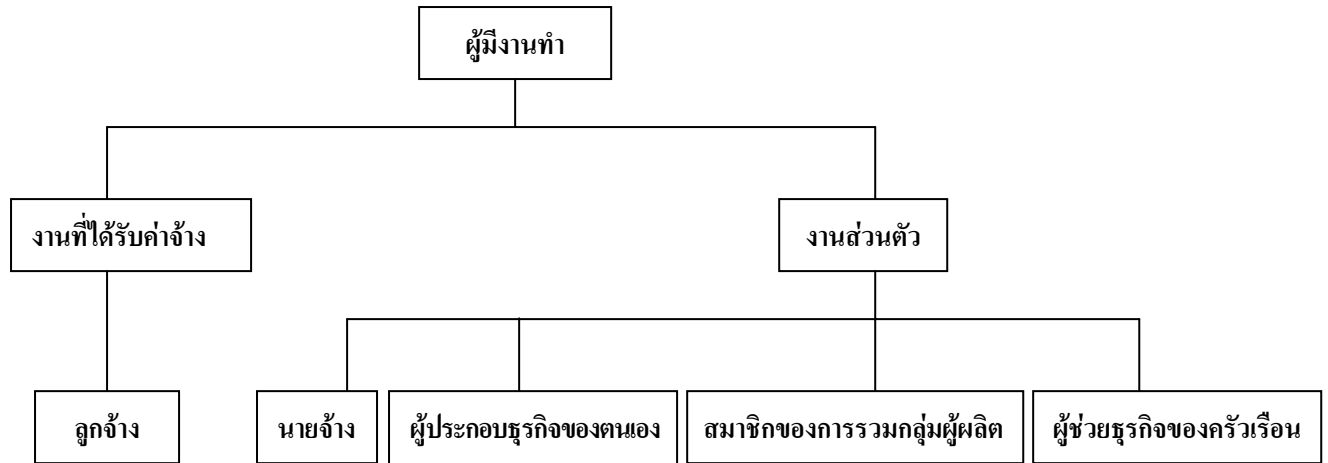 ผู้มีงานทำ
งานที่ได้รับค่าจ้าง
งานส่วนตัว
ลูกจ้าง
นายจ้าง
ผู้ประกอบธุรกิจของตนเอง
สมาชิกของการรวมกลุ่มผู้ผลิต
ผู้ช่วยธุรกิจของครัวเรือน